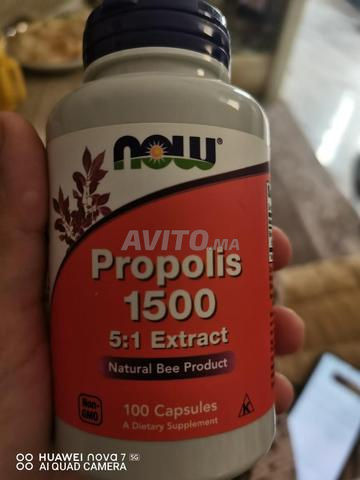 NOW®
AVITO.MA
Propolis
1500
5:1 Extract
Natural Bee Product
Non-
GMO
100 Capsules
K
A Dietary Supplement
HUAWEI nova 7 5G
AI QUAD CAMERA